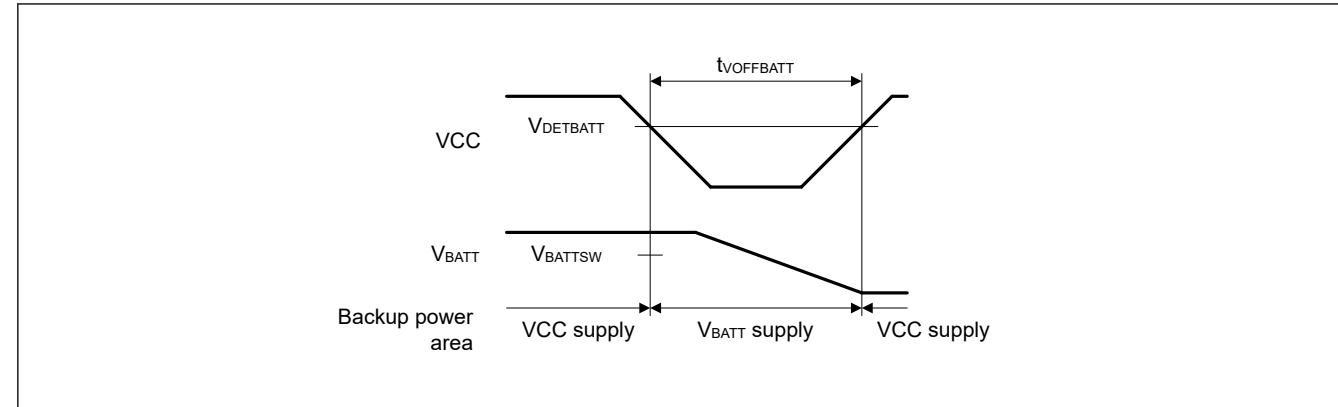 tVOFFBATT
VCC
VDETBATT
VBATT
VBATTSW
Backup power
area
VCC supply
VBATT supply
VCC supply